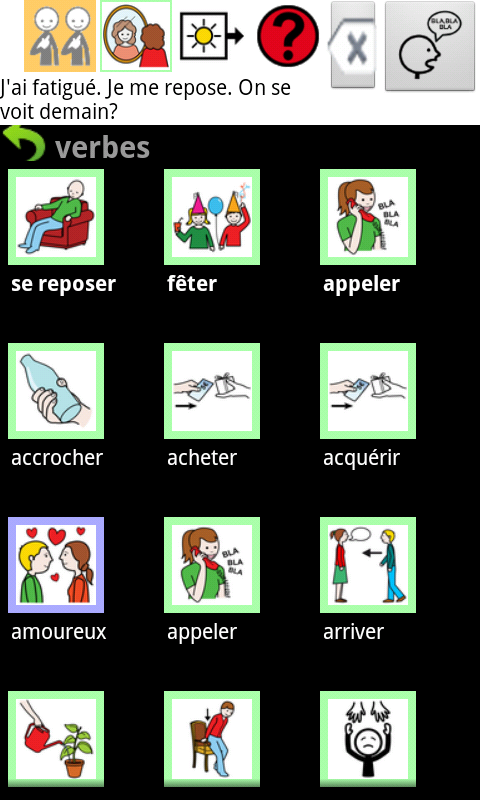 BLA,BLA
BLA
?
X
J'ai fatigué. Je me repose. On se
voit demain?
verbes
BLA
BLA
BLA
se reposer
fêter
appeler
accrocher
acheter
acquérir
BLA
BLA
BLA
amoureux
appeler
arriver